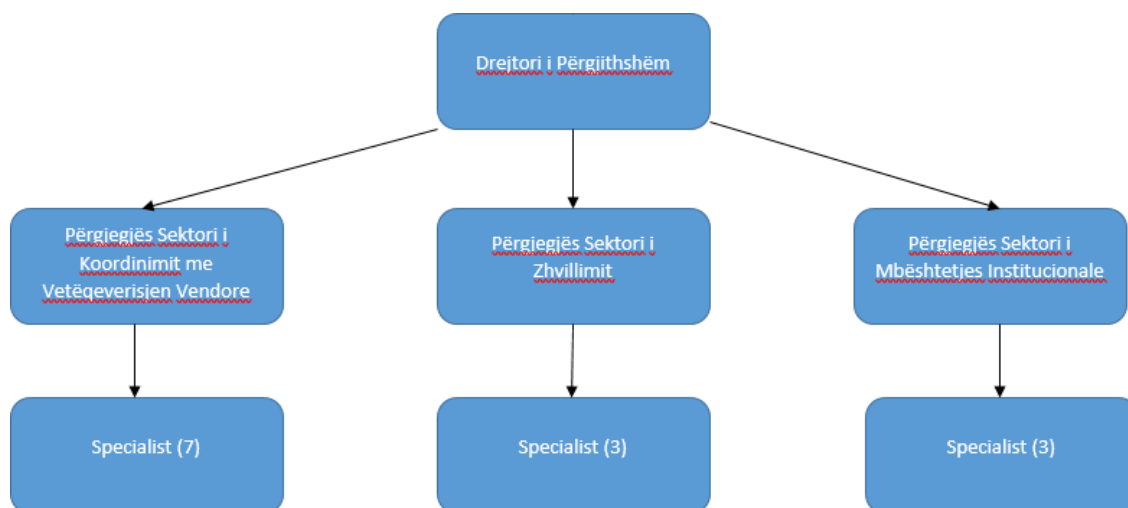 Drejtori i Përgjithshëm
Përgjegjës Sektori i
Koordinimit me
Vetëqeverisjen Vendore
Përgjegjës Sektori i
Zhvillimit
Përgjegjës Sektori i
Mbështetjes Institucionale
Specialist (7)
Specialist (3)
Specialist (3)